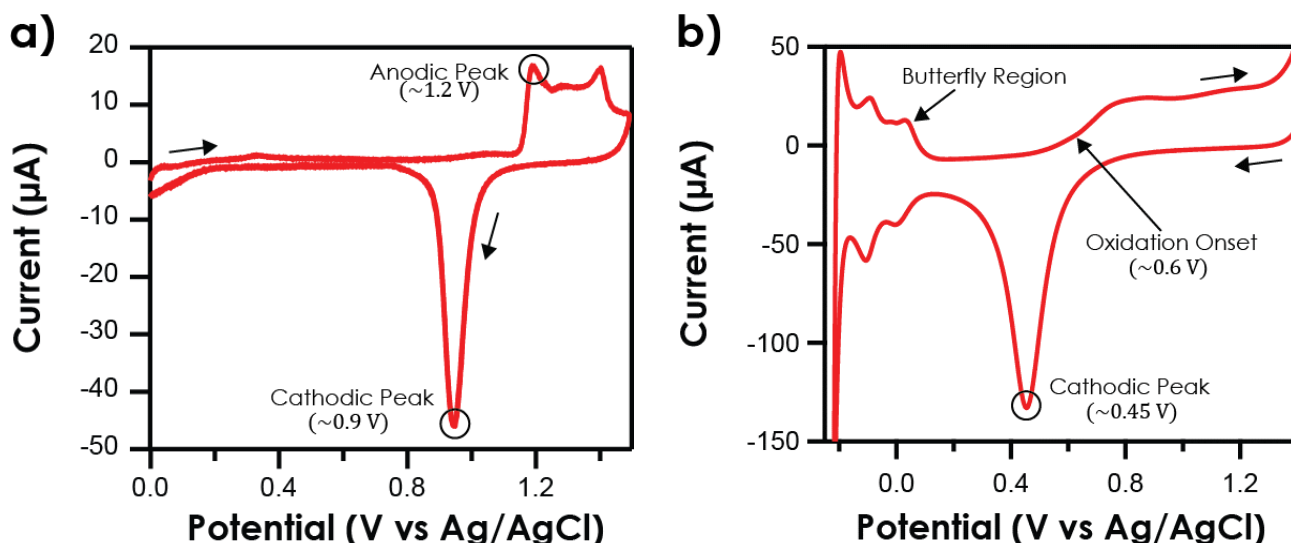 a)
20
10
0
-10
-20
-30
-40
-50
Current (µA)
Anodic Peak
(~1.2 V)
Cathodic Peak
(~0.9 V)
0.0 0.4 0.8 1.2
Potential (V vs Ag/AgCl)
b)
50
0
-50
-100
-150
Current (µA)
Butterfly Region
Oxidation Onset
(~0.6 V)
Cathodic Peak
(~0.45 V)
0.0 0.4 0.8 1.2
Potential (V vs Ag/AgCl)